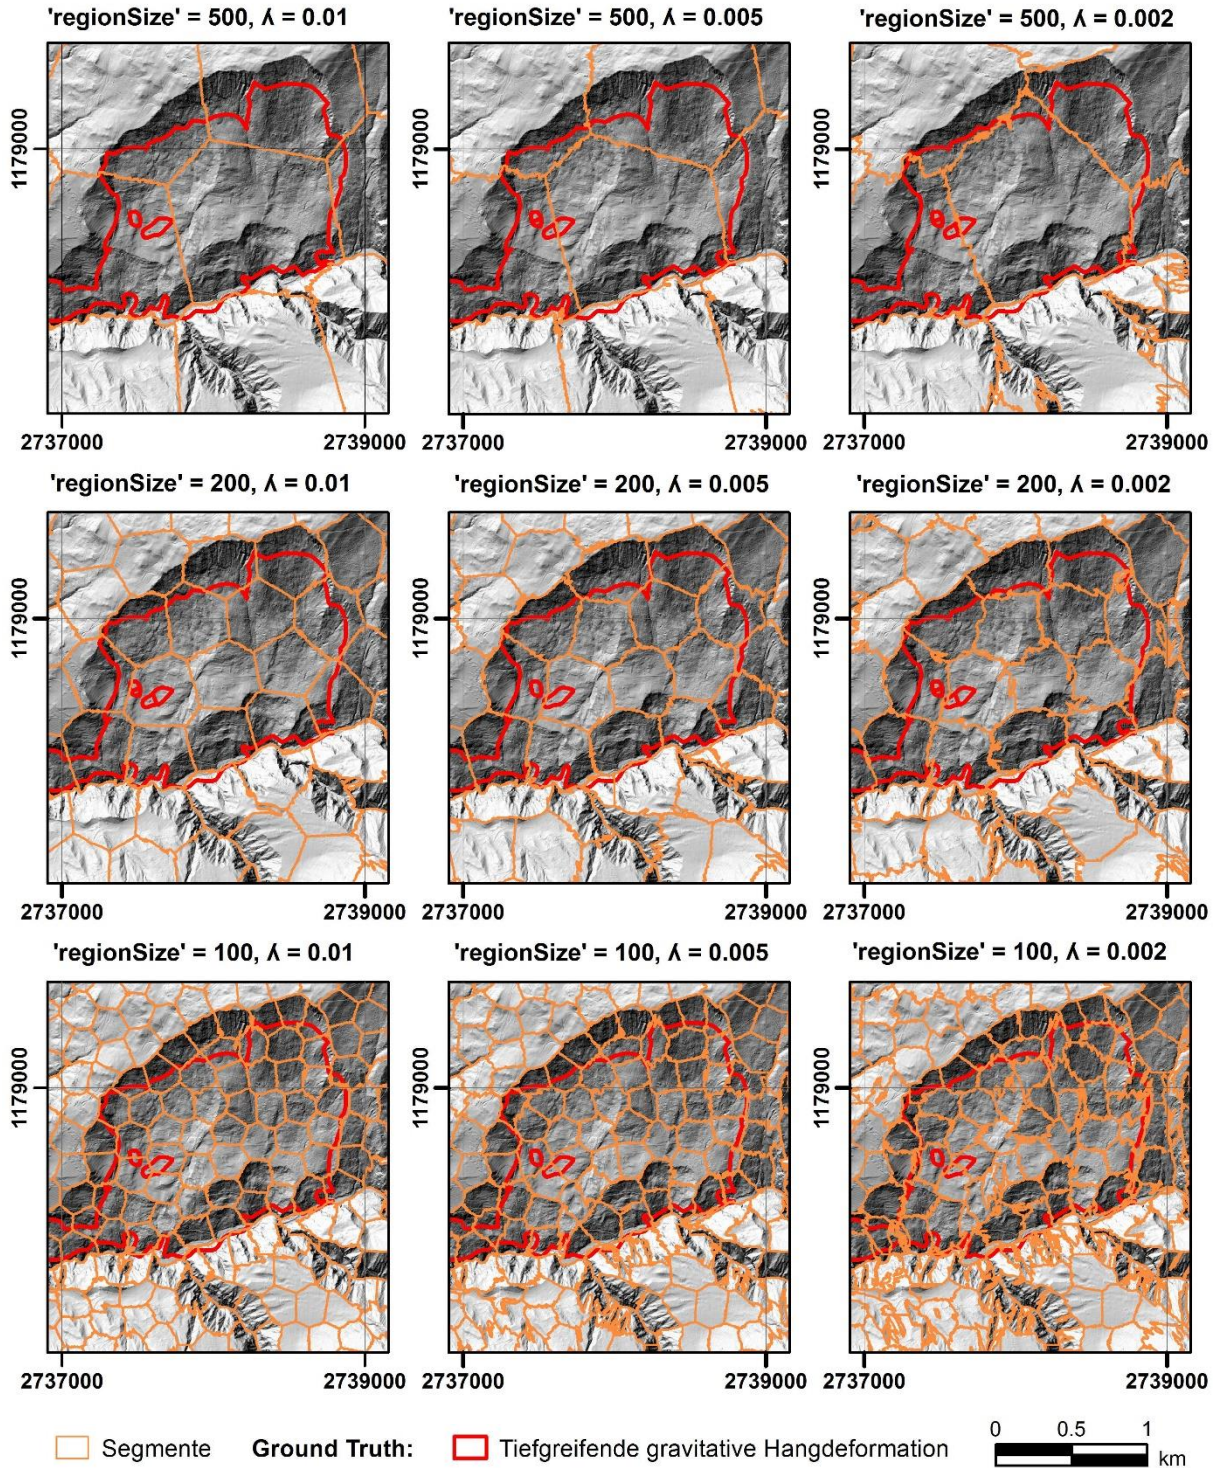 'regionSize' = 500, ʎ = 0.01
'regionSize' = 500, ʎ = 0.005
'regionSize' = 500, ʎ = 0.002
1179000
1179000
1179000
2737000
2739000
2737000
2739000
2737000
2739000
'regionSize' = 200, ʎ = 0.01
'regionSize' = 200, ʎ = 0.005
'regionSize' = 200, ʎ = 0.002
1179000
1179000
1179000
2737000
2739000
2737000
2739000
2737000
2739000
'regionSize' = 100, ʎ = 0.01
'regionSize' = 100, ʎ = 0.005
'regionSize' = 100, ʎ = 0.002
1179000
1179000
1179000
2737000
2739000
2737000
2739000
2737000
2739000
Segmente
Ground Truth:
Tiefgreifende gravitative Hangdeformation
0 0.5 1
km